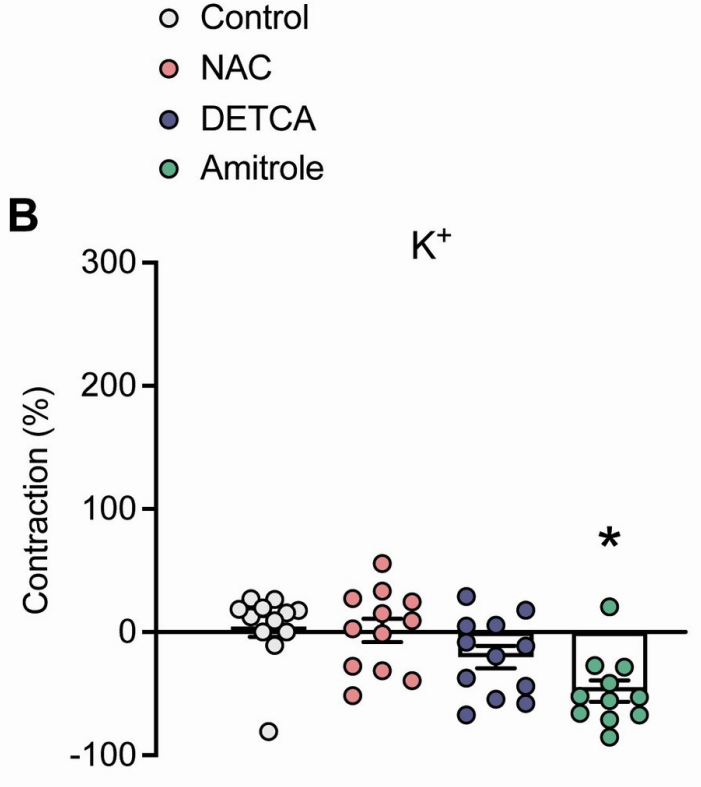 Control
NAC
DETCA
Amitrole
B
K⁺
300
200
100
0
-100
Contraction (%)
*